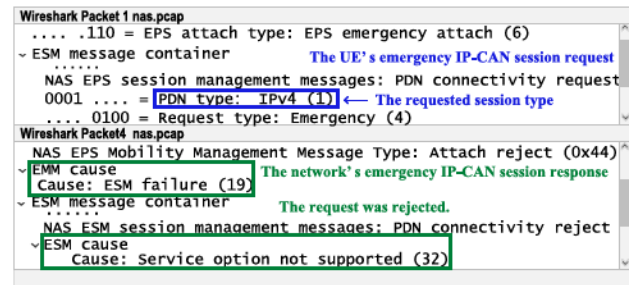 Wireshark Packet 1 nas.pcap
.... .110 = EPS attach type: EPS emergency attach (6)
ESM message container
The UE's emergency IP-CAN session request
......
NAS EPS session management messages: PDN connectivity request
0001 .... = PDN type: IPv4 (1) ← The requested session type
.... 0100 = Request type: Emergency (4)
Wireshark Packet4 nas.pcap
NAS EPS Mobility Management Message Type: Attach reject (0x44)
EMM cause
The network's emergency IP-CAN session response
Cause: ESM failure (19)
ESM message container
The request was rejected.
......
NAS ESM session management messages: PDN connectivity reject
ESM cause
Cause: Service option not supported (32)